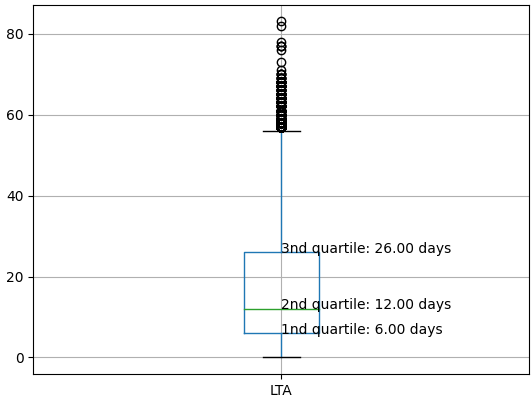 80
60
40
3nd quartile: 26.00 days
20
2nd quartile: 12.00 days
1nd quartile: 6.00 days
0
LTA